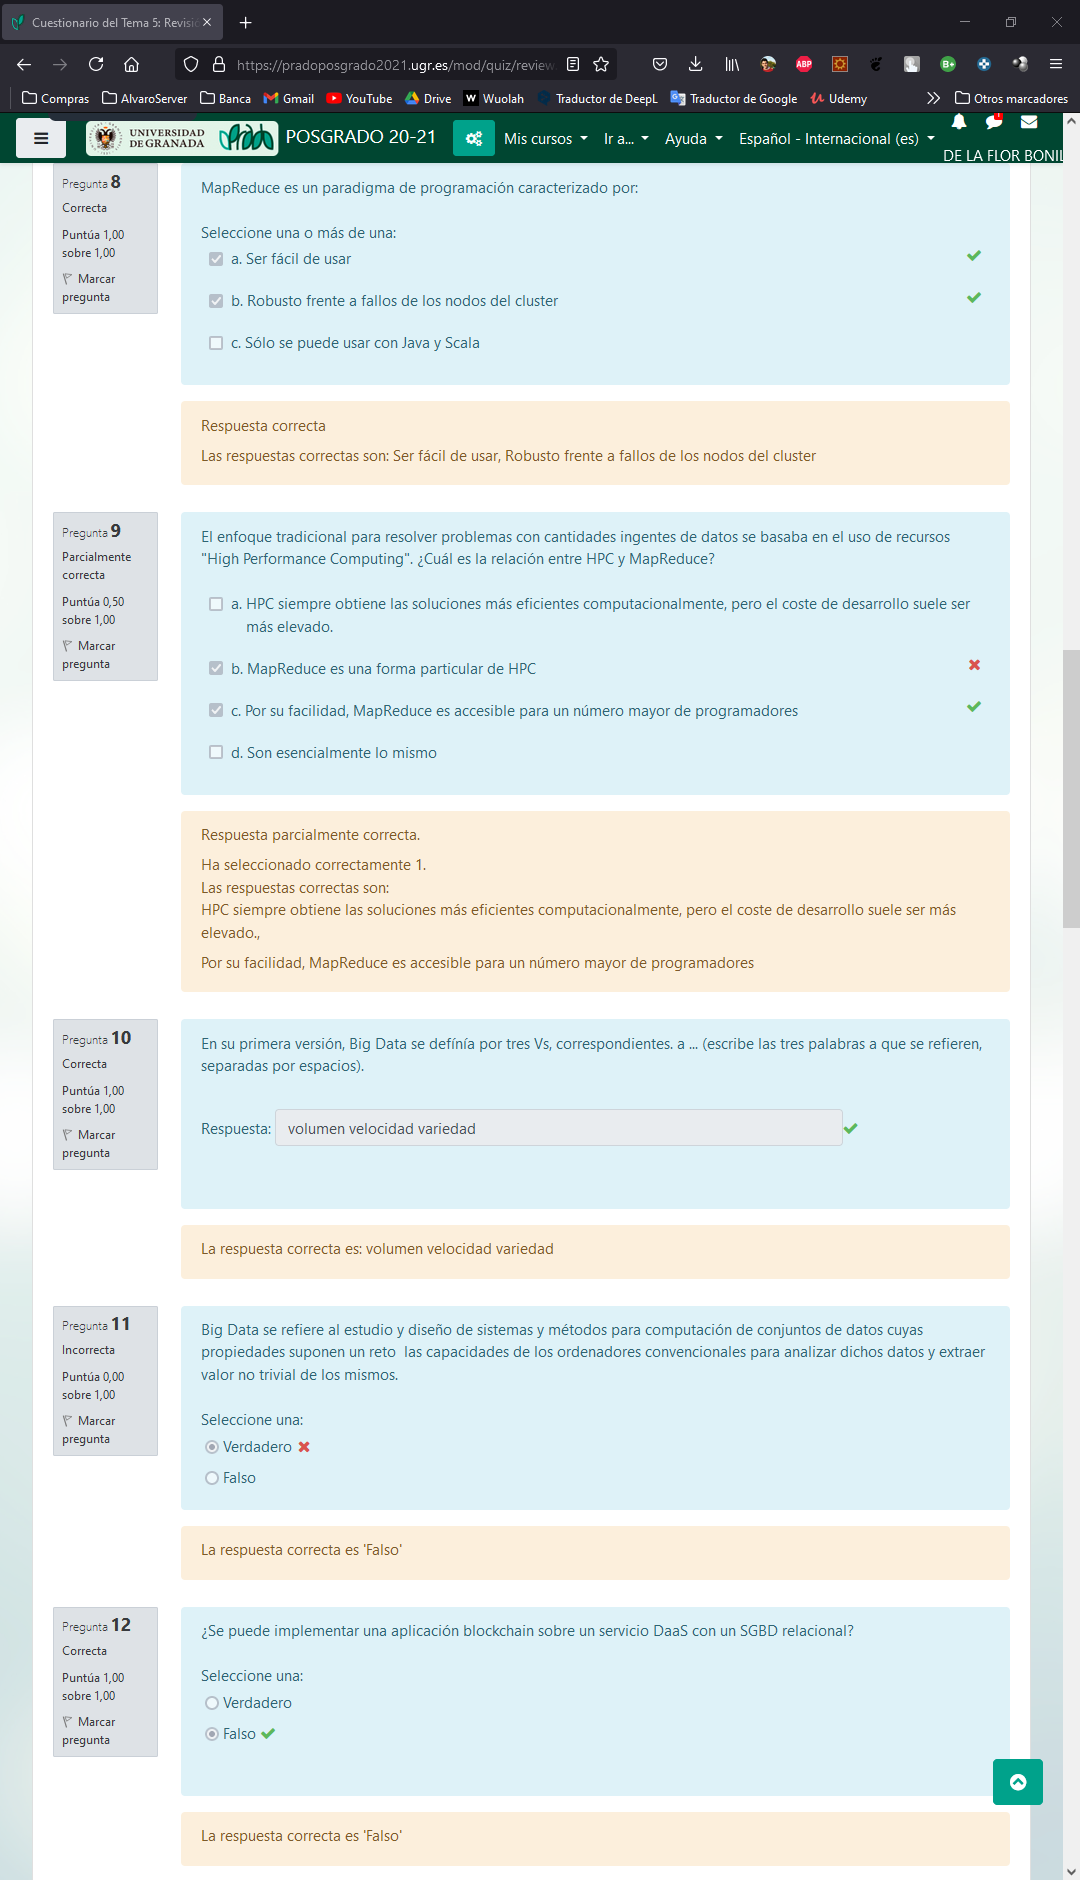 Cuestionario del Tema 5: Revisió
https://pradoposgrado2021.ugr.es/mod/quiz/review
ABP
B+
Compras AlvaroServer Banca Gmail YouTube Drive Wuolah Traductor de DeepL Traductor de Google Udemy Otros marcadores
UNIVERSIDAD DE GRANADA POSGRADO 20-21 Mis cursos Ir a... Ayuda Español - Internacional (es)
DE LA FLOR BONIL
Pregunta 8
Correcta
Puntúa 1,00
sobre 1,00
Marcar
pregunta
MapReduce es un paradigma de programación caracterizado por:
Seleccione una o más de una:
a. Ser fácil de usar
b. Robusto frente a fallos de los nodos del cluster
c. Sólo se puede usar con Java y Scala
Respuesta correcta
Las respuestas correctas son: Ser fácil de usar, Robusto frente a fallos de los nodos del cluster
Pregunta 9
Parcialmente
correcta
Puntúa 0,50
sobre 1,00
Marcar
pregunta
El enfoque tradicional para resolver problemas con cantidades ingentes de datos se basaba en el uso de recursos
"High Performance Computing". ¿Cuál es la relación entre HPC y MapReduce?
a. HPC siempre obtiene las soluciones más eficientes computacionalmente, pero el coste de desarrollo suele ser
más elevado.
b. MapReduce es una forma particular de HPC
c. Por su facilidad, MapReduce es accesible para un número mayor de programadores
d. Son esencialmente lo mismo
Respuesta parcialmente correcta.
Ha seleccionado correctamente 1.
Las respuestas correctas son:
HPC siempre obtiene las soluciones más eficientes computacionalmente, pero el coste de desarrollo suele ser más
elevado.,
Por su facilidad, MapReduce es accesible para un número mayor de programadores
Pregunta 10
Correcta
Puntúa 1,00
sobre 1,00
Marcar
pregunta
En su primera versión, Big Data se defínía por tres Vs, correspondientes. a ... (escribe las tres palabras a que se refieren,
separadas por espacios).
Respuesta: volumen velocidad variedad
La respuesta correcta es: volumen velocidad variedad
Pregunta 11
Incorrecta
Puntúa 0,00
sobre 1,00
Marcar
pregunta
Big Data se refiere al estudio y diseño de sistemas y métodos para computación de conjuntos de datos cuyas
propiedades suponen un reto las capacidades de los ordenadores convencionales para analizar dichos datos y extraer
valor no trivial de los mismos.
Seleccione una:
Verdadero
Falso
La respuesta correcta es 'Falso'
Pregunta 12
Correcta
Puntúa 1,00
sobre 1,00
Marcar
pregunta
¿Se puede implementar una aplicación blockchain sobre un servicio DaaS con un SGBD relacional?
Seleccione una:
Verdadero
Falso
La respuesta correcta es 'Falso'